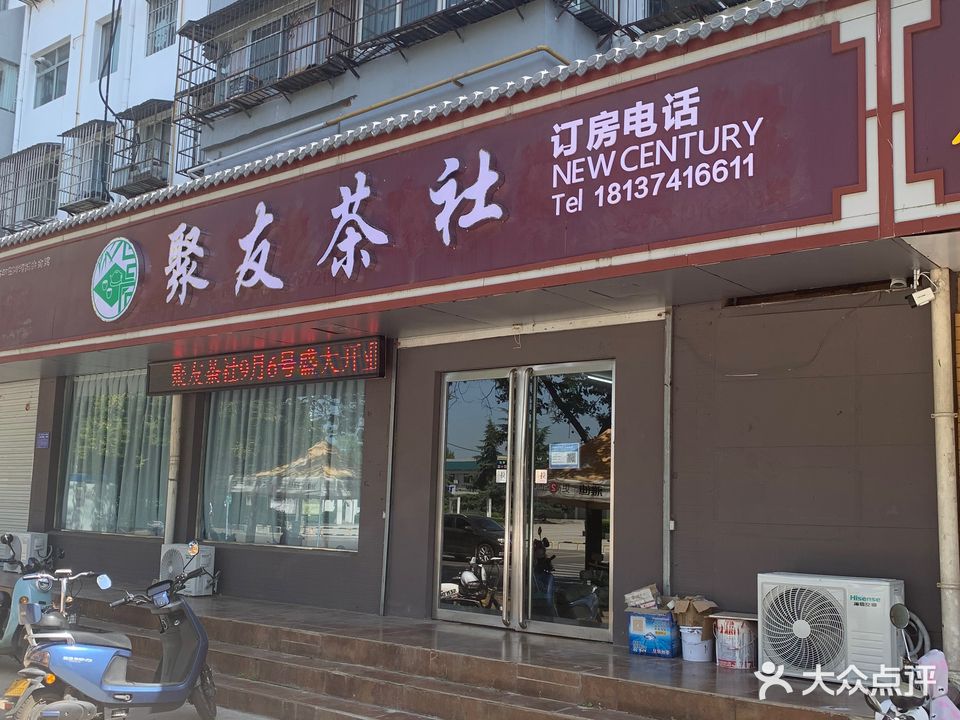 聚友茶社
订房电话
NEW CENTURY
Tel 18137416611
聚友茶社9月6号盛大开业
Hisense
大众点评